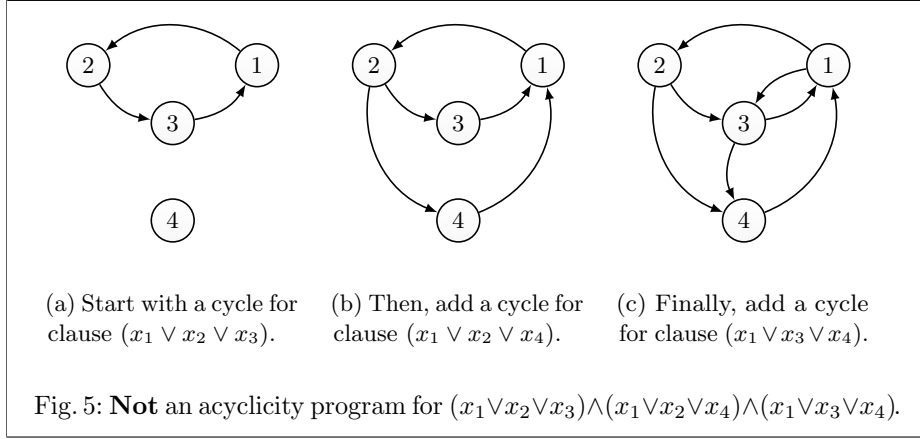 2
1
3
4
2
1
3
4
2
1
3
4
(a) Start with a cycle for
clause (x₁ ∨ x₂ ∨ x₃).
(b) Then, add a cycle for
clause (x₁ ∨ x₂ ∨ x₄).
(c) Finally, add a cycle
for clause (x₁∨x₃∨x₄).
Fig. 5: Not an acyclicity program for (x₁∨x₂∨x₃)∧(x₁∨x₂∨x₄)∧(x₁∨x₃∨x₄).